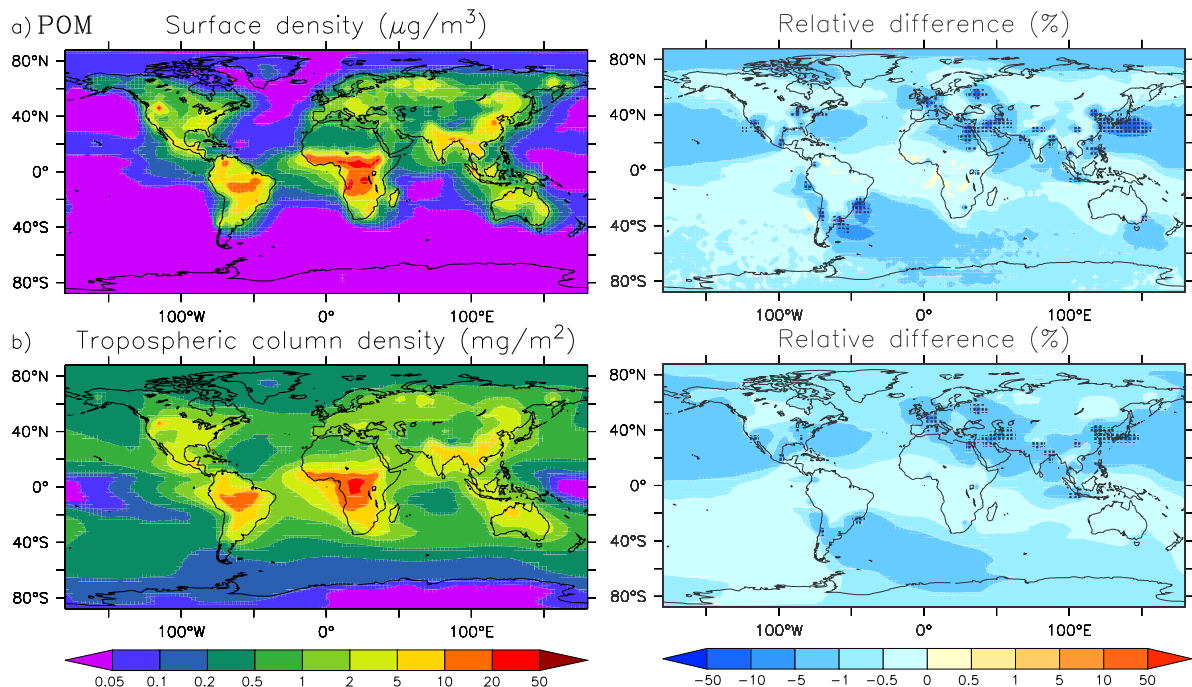 a) POM Surface density (μg/m³) Relative difference (%)
80°N 80°N
40°N 40°N
0° 0°
40°S 40°S
80°S 80°S
100°W 0° 100°E 100°W 0° 100°E
b) Tropospheric column density (mg/m²) Relative difference (%)
80°N 80°N
40°N 40°N
0° 0°
40°S 40°S
80°S 80°S
100°W 0° 100°E 100°W 0° 100°E
0.05 0.1 0.2 0.5 1 2 5 10 20 50 −50 −10 −5 −1 −0.5 0 0.5 1 5 10 50